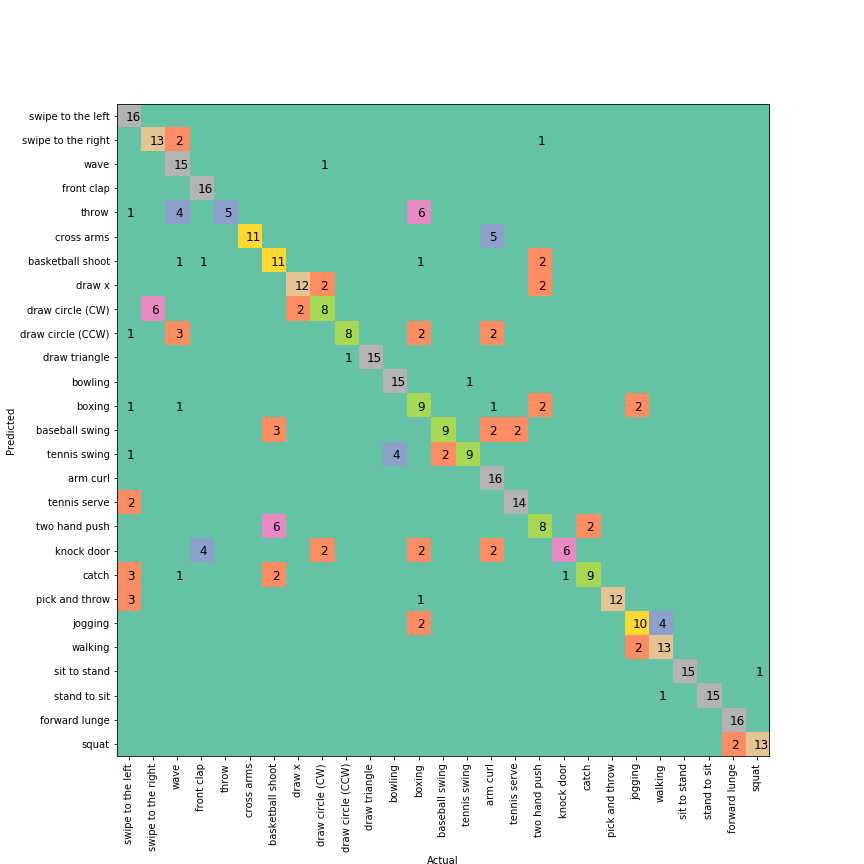 swipe to the left 16
swipe to the right 13 2 1
wave 15 1
front clap 16
throw 1 4 5 6
cross arms 11 5
basketball shoot 1 1 11 1 2
draw x 12 2 2
draw circle (CW) 6 2 8
draw circle (CCW) 1 3 8 2 2
draw triangle 1 15
bowling 15 1
boxing 1 1 9 1 2 2
baseball swing 3 9 2 2
tennis swing 1 4 2 9
arm curl 16
tennis serve 2 14
two hand push 6 8 2
knock door 4 2 2 2 6
catch 3 1 2 1 9
pick and throw 3 1 12
jogging 2 10 4
walking 2 13
sit to stand 15 1
stand to sit 1 15
forward lunge 16
squat 2 13
Predicted
swipe to the left
swipe to the right
wave
front clap
throw
cross arms
basketball shoot
draw x
draw circle (CW)
draw circle (CCW)
draw triangle
bowling
boxing
baseball swing
tennis swing
arm curl
tennis serve
two hand push
knock door
catch
pick and throw
jogging
walking
sit to stand
stand to sit
forward lunge
squat
Actual